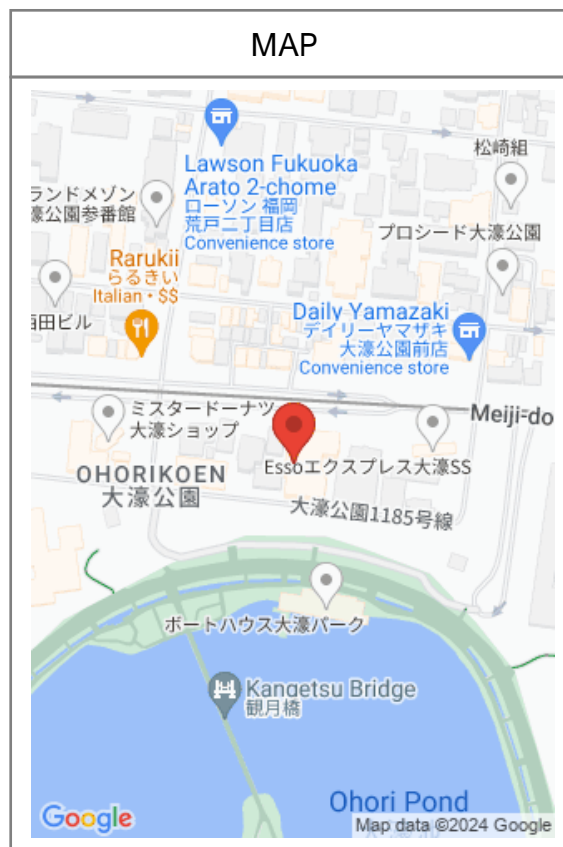 MAP
松崎組
Lawson Fukuoka
Arato 2-chome
ローソン 福岡
荒戸二丁目店
Convenience store
ランドメゾン
濠公園参番館
プロシード大濠公園
Rarukii
らるきい
Italian・$$
田ビル
Daily Yamazaki
デイリーヤマザキ
大濠公園前店
Convenience store
ミスタードーナツ
大濠ショップ
Meiji-do
OHORIKOEN
大濠公園
Essoエクスプレス大濠SS
大濠公園1185号線
ボートハウス大濠パーク
Kangetsu Bridge
観月橋
Ohori Pond
Google
Map data ©2024 Google